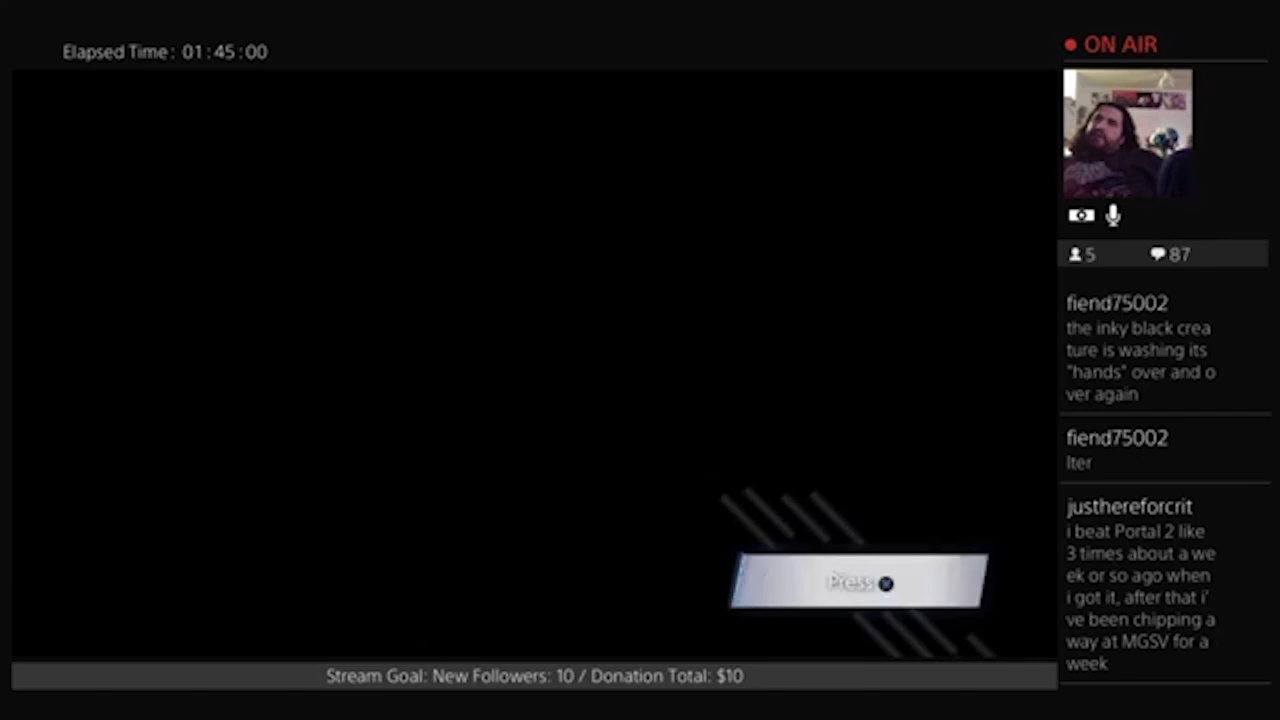 Elapsed Time: 01:45:00
ON AIR
5
87
fiend75002
the inky black crea
ture is washing its
"hands" over and o
ver again
fiend75002
lter
justhereforcrit
i beat Portal 2 like
3 times about a we
ek or so ago when
i got it, after that i'
ve been chipping a
way at MGSV for a
week
Press
Stream Goal: New Followers: 10 / Donation Total: $10